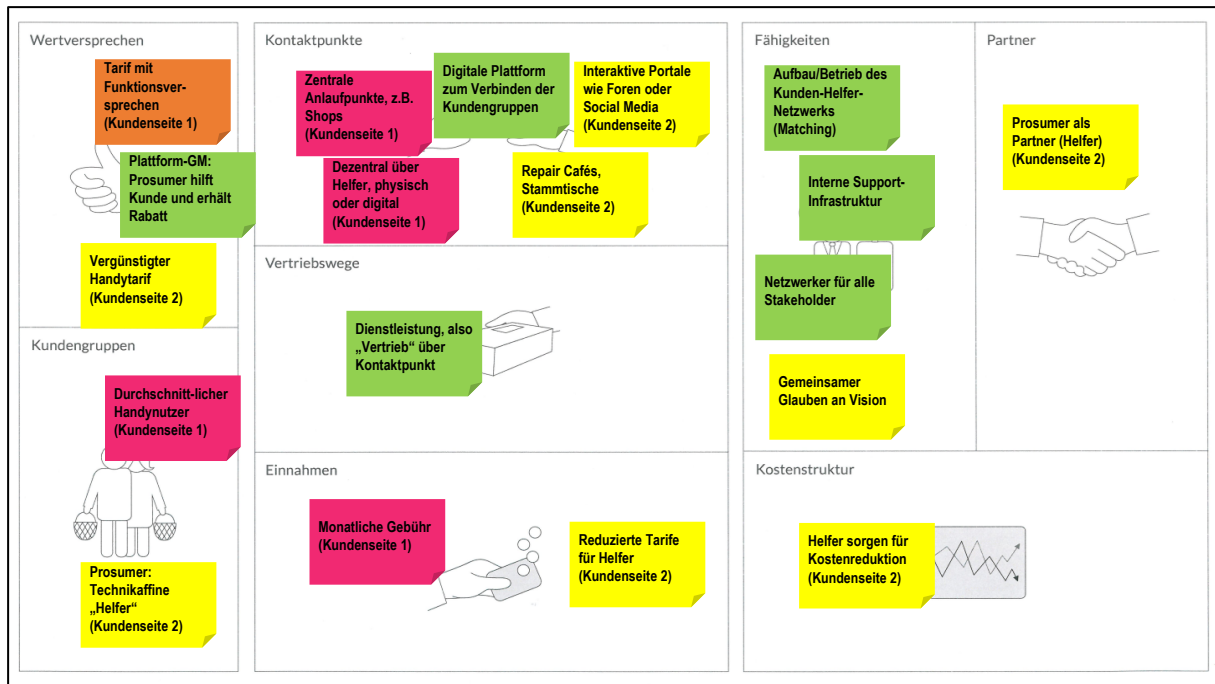 Wertversprechen
Tarif mit
Funktionsver-
sprechen
(Kundenseite 1)
Plattform-GM:
Prosumer hilft
Kunde und erhält
Rabatt
Vergünstigter
Handytarif
(Kundenseite 2)
Kundengruppen
Durchschnitt-licher
Handynutzer
(Kundenseite 1)
Prosumer:
Technikaffine
„Helfer“
(Kundenseite 2)
Kontaktpunkte
Zentrale
Anlaufpunkte, z.B.
Shops
(Kundenseite 1)
Digitale Plattform
zum Verbinden der
Kundengruppen
Interaktive Portale
wie Foren oder
Social Media
(Kundenseite 2)
Dezentral über
Helfer, physisch
oder digital
(Kundenseite 1)
Repair Cafés,
Stammtische
(Kundenseite 2)
Vertriebswege
Dienstleistung, also
„Vertrieb“ über
Kontaktpunkt
Einnahmen
Monatliche Gebühr
(Kundenseite 1)
Reduzierte Tarife
für Helfer
(Kundenseite 2)
Fähigkeiten
Aufbau/Betrieb des
Kunden-Helfer-
Netzwerks
(Matching)
Interne Support-
Infrastruktur
Netzwerker für alle
Stakeholder
Gemeinsamer
Glauben an Vision
Partner
Prosumer als
Partner (Helfer)
(Kundenseite 2)
Kostenstruktur
Helfer sorgen für
Kostenreduktion
(Kundenseite 2)